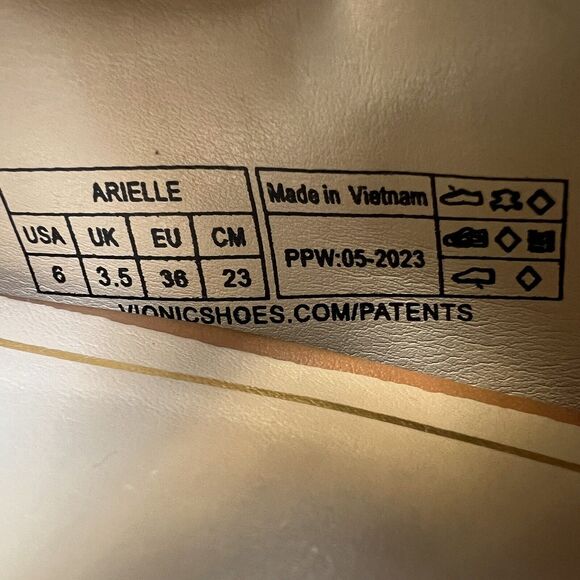 ARIELLE
USA UK EU CM
6 3.5 36 23
Made in Vietnam
PPW:05-2023
VIONICSHOES.COM/PATENTS